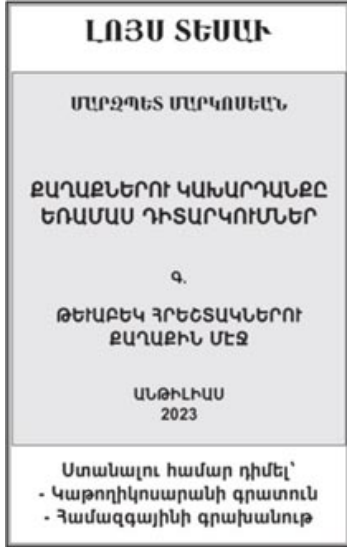 ԼՈՅՍ ՏԵՍԱՒ
ՄԱՐԶՊԵՏ ՄԱՐԿՈՍԵԱՆ
ՔԱՂԱՔՆԵՐՈՒ ԿԱԽԱՐԴԱՆՔԸ
ԵՌԱՄԱՍ ԴԻՏԱՐԿՈՒՄՆԵՐ
Գ.
ԹԵՒԱԲԵԿ ՀՐԵՇՏԱԿՆԵՐՈՒ
ՔԱՂԱՔԻՆ ՄԷՋ
ԱՆԹԻԼԻԱՍ
2023
Ստանալու համար դիմել՝
- Կաթողիկոսարանի գրատուն
- Համազգայինի գրախանութ